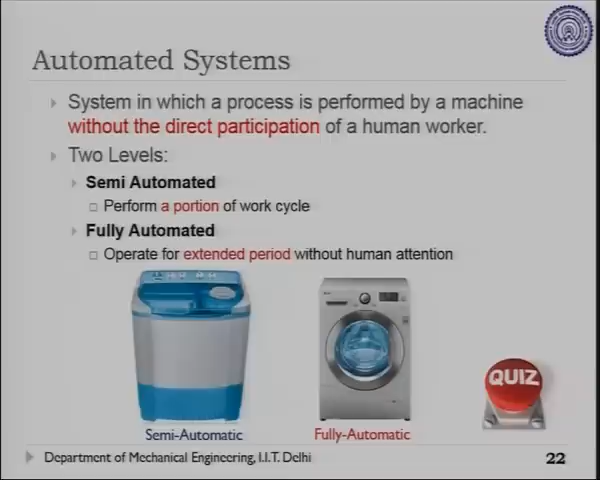 Automated Systems
System in which a process is performed by a machine
without the direct participation of a human worker.
Two Levels:
Semi Automated
Perform a portion of work cycle
Fully Automated
Operate for extended period without human attention
QUIZ
Semi-Automatic
Fully-Automatic
Department of Mechanical Engineering, I.I.T. Delhi
22